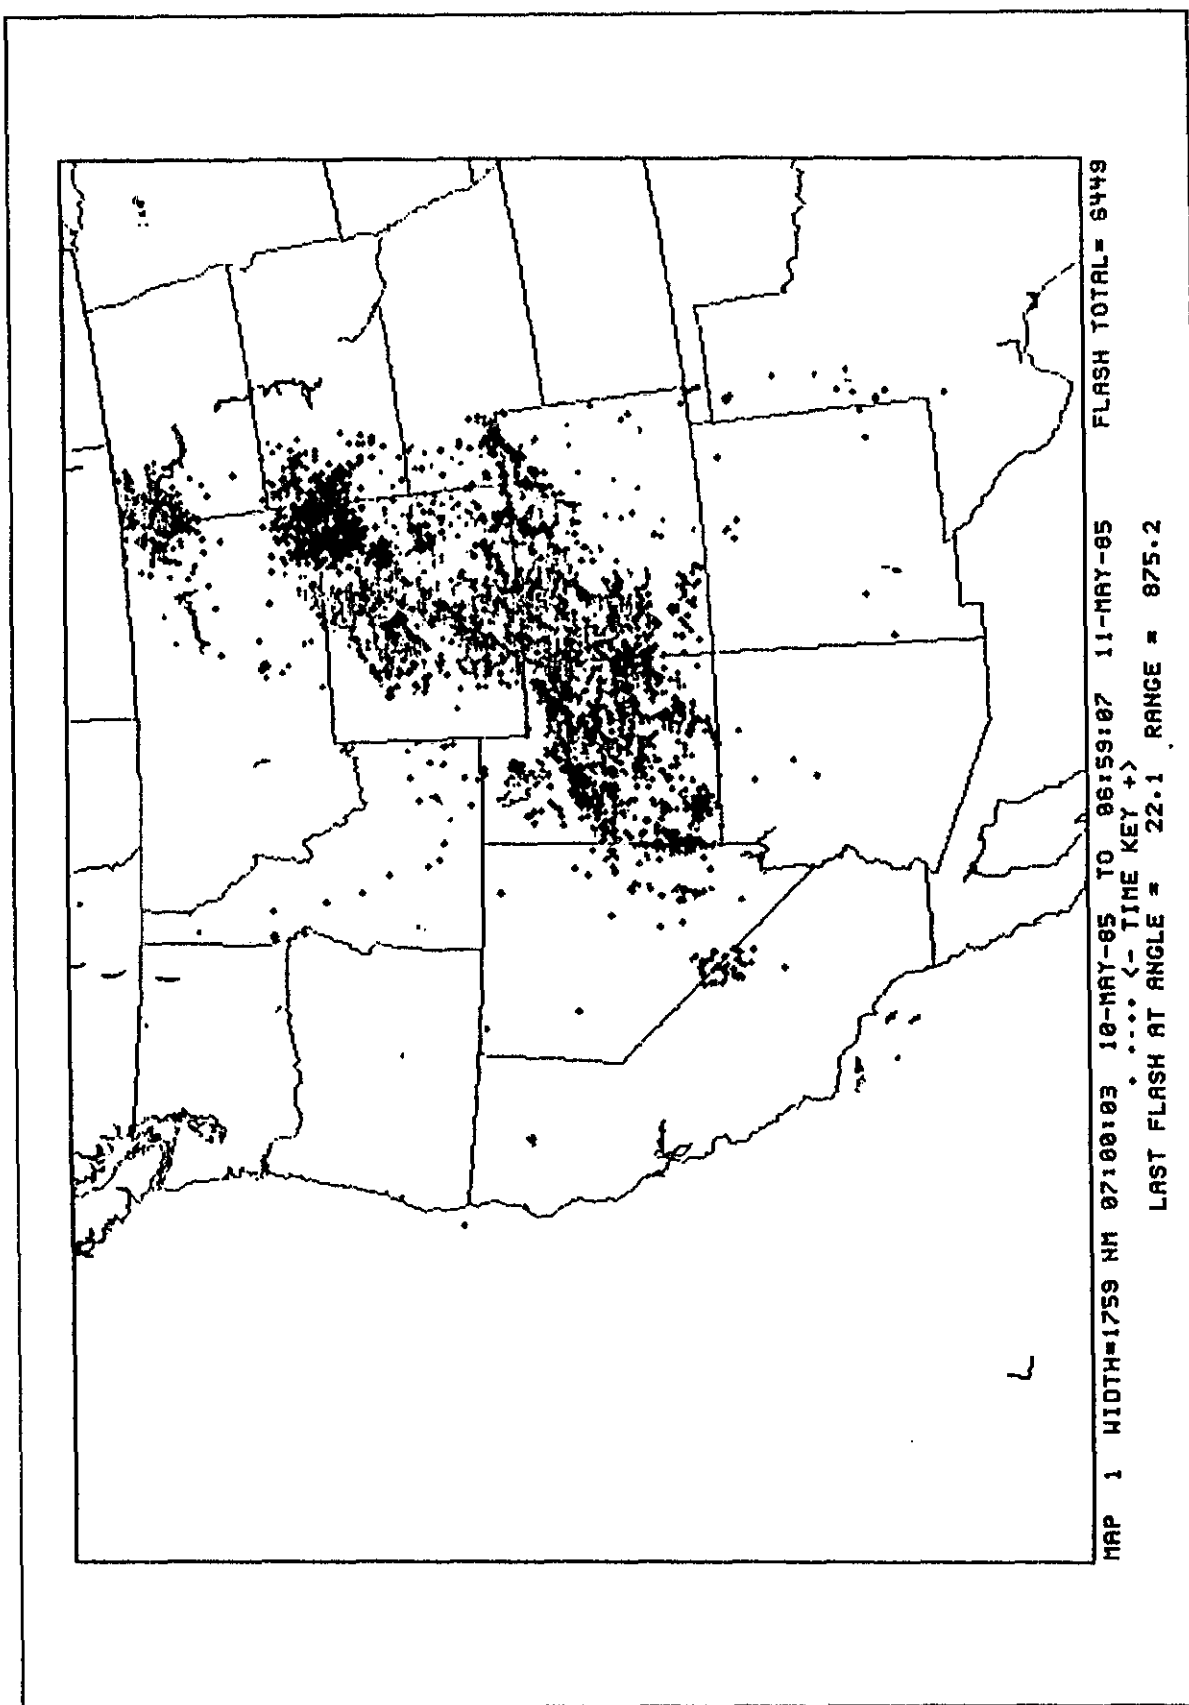 MAP 1 WIDTH=1759 NM 07:00:03 10-MAY-85 TO 06:59:07 11-MAY-85 FLASH TOTAL= 6449
* **** <- TIME KEY +>
LAST FLASH AT ANGLE = 22.1 RANGE = 875.2